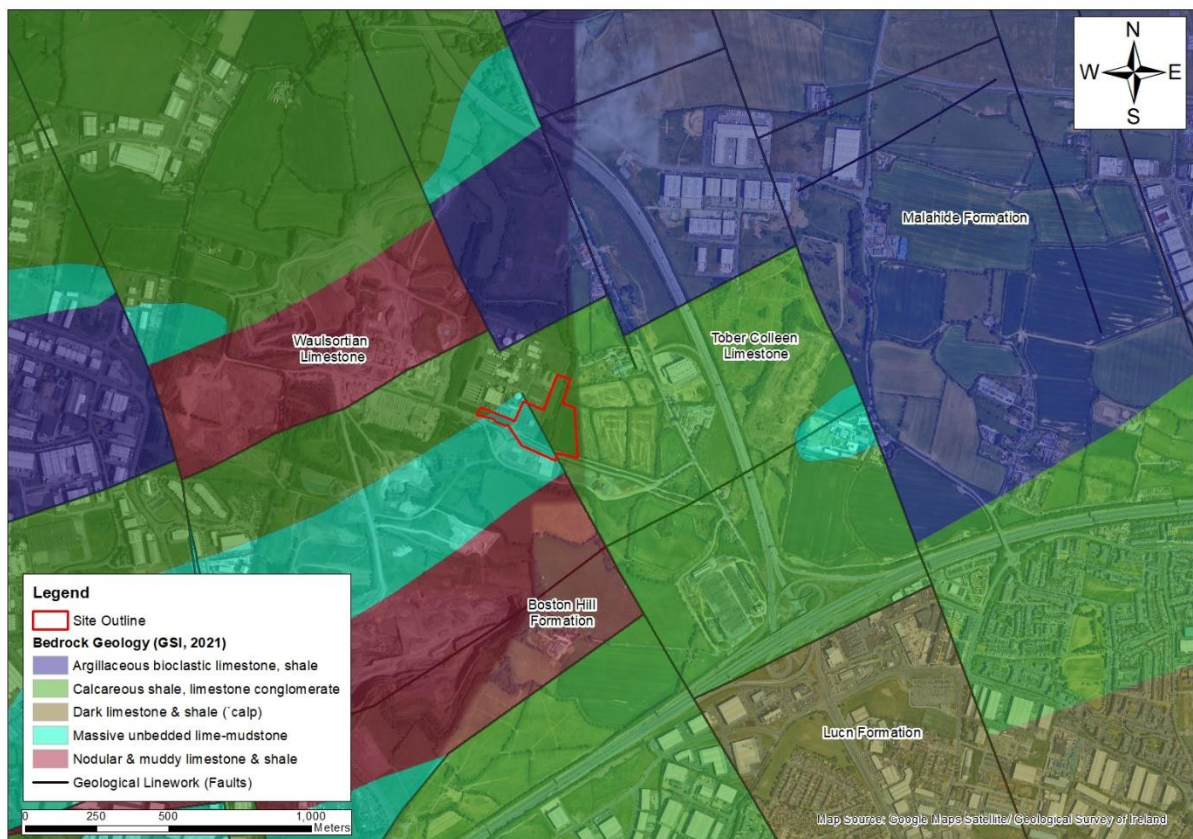 N
W E
S
Malahide Formation
Waulsortian
Limestone
Tober Colleen
Limestone
Boston Hill
Formation
Lucn Formation
Legend
Site Outline
Bedrock Geology (GSI, 2021)
Argillaceous bioclastic limestone, shale
Calcareous shale, limestone conglomerate
Dark limestone & shale (`calp)
Massive unbedded lime-mudstone
Nodular & muddy limestone & shale
Geological Linework (Faults)
0 250 500 1,000
Meters
Map Source: Google Maps Satellite/ Geological Survey of Ireland